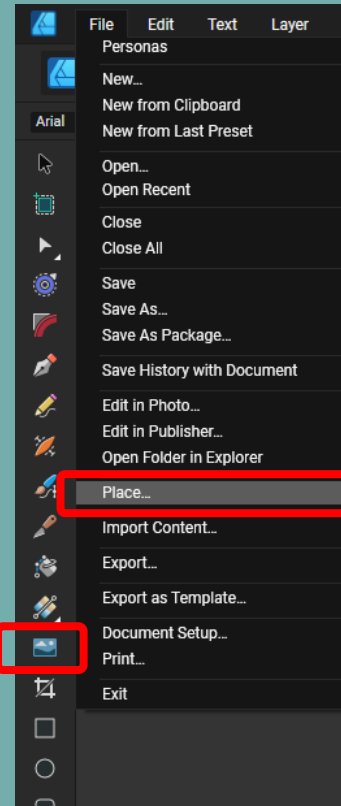 File Edit Text Layer
Personas
New...
New from Clipboard
New from Last Preset
Arial
Open...
Open Recent
Close
Close All
Save
Save As...
Save As Package...
Save History with Document
Edit in Photo...
Edit in Publisher...
Open Folder in Explorer
Place...
Import Content...
Export...
Export as Template...
Document Setup...
Print...
Exit